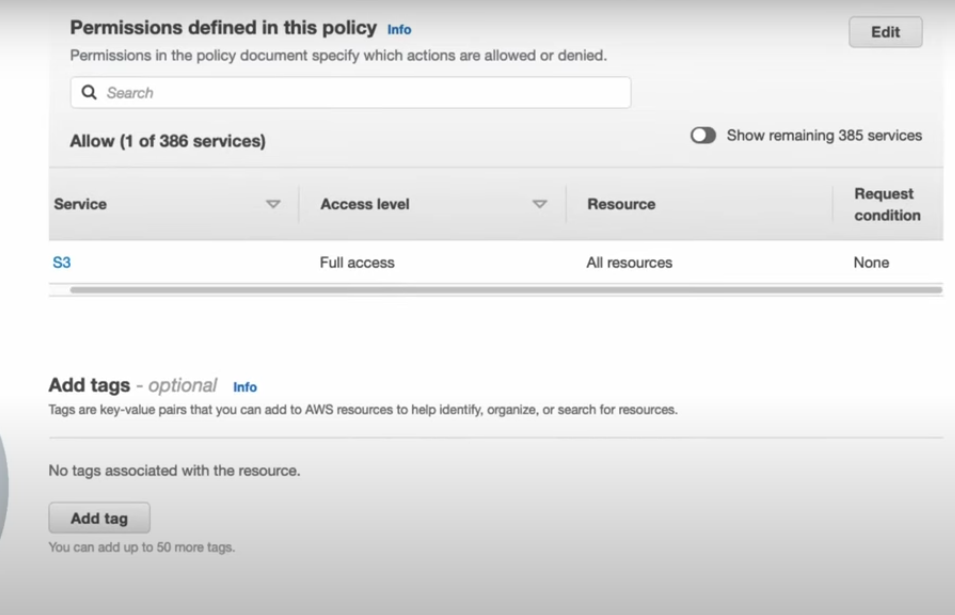 Permissions defined in this policy Info
Edit
Permissions in the policy document specify which actions are allowed or denied.
Search
Allow (1 of 386 services)
Show remaining 385 services
Service
Access level
Resource
Request
condition
S3
Full access
All resources
None
Add tags - optional Info
Tags are key-value pairs that you can add to AWS resources to help identify, organize, or search for resources.
No tags associated with the resource.
Add tag
You can add up to 50 more tags.